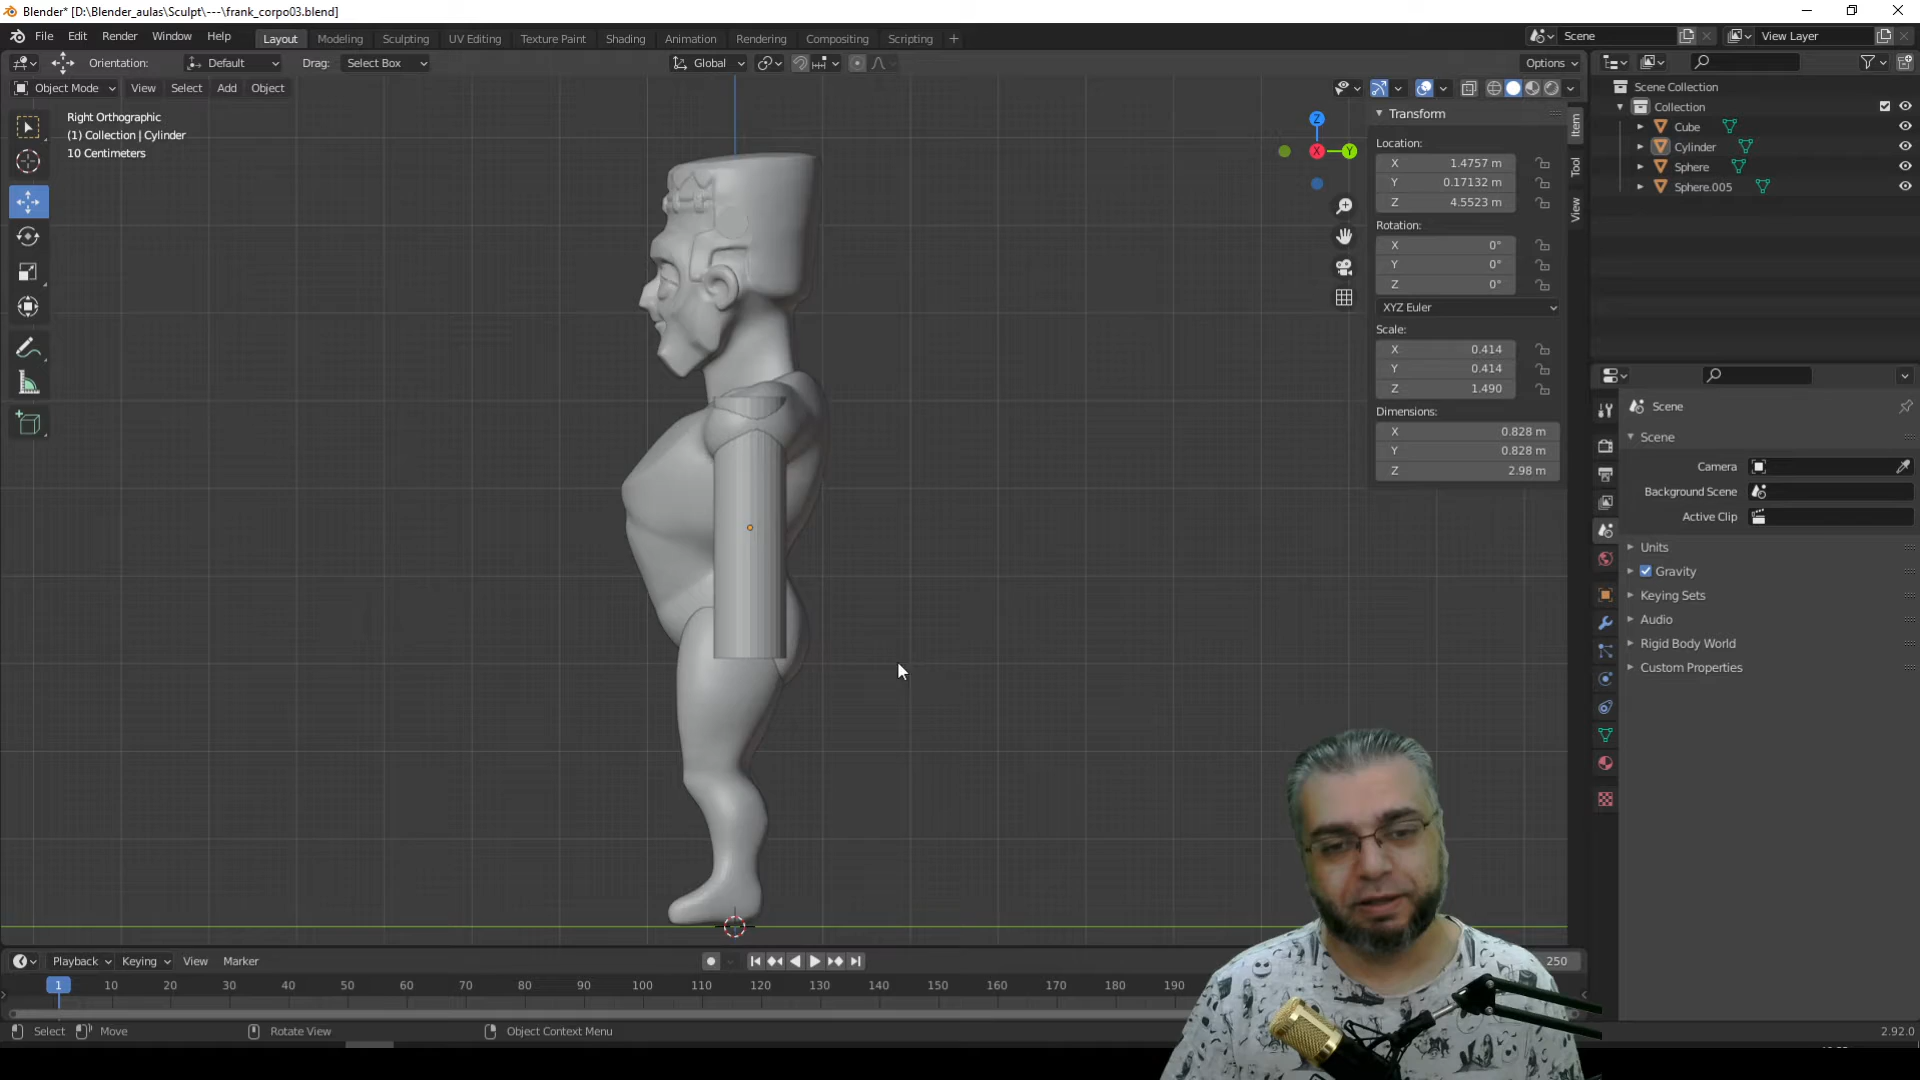 Blender* [D:\Blender_aulas\Sculpt\---\frank_corpo03.blend]
File Edit Render Window Help
Layout Modeling Sculpting UV Editing Texture Paint Shading Animation Rendering Compositing Scripting +
Scene View Layer
Orientation: Default Drag: Select Box Global Options
Object Mode View Select Add Object
Right Orthographic
(1) Collection | Cylinder
10 Centimeters
Z
X
Y
Transform
Location:
X 1.4757 m
Y 0.17132 m
Z 4.5523 m
Rotation:
X 0°
Y 0°
Z 0°
XYZ Euler
Scale:
X 0.414
Y 0.414
Z 1.490
Dimensions:
X 0.828 m
Y 0.828 m
Z 2.98 m
Item
Tool
View
Scene Collection
Collection
Cube
Cylinder
Sphere
Sphere.005
Scene
Scene
Camera
Background Scene
Active Clip
Units
Gravity
Keying Sets
Audio
Rigid Body World
Custom Properties
Playback Keying View Marker 250
1 10 20 30 40 50 60 70 80 90 100 110 120 130 140 150 160 170 180 190
Select Move Rotate View Object Context Menu 2.92.0